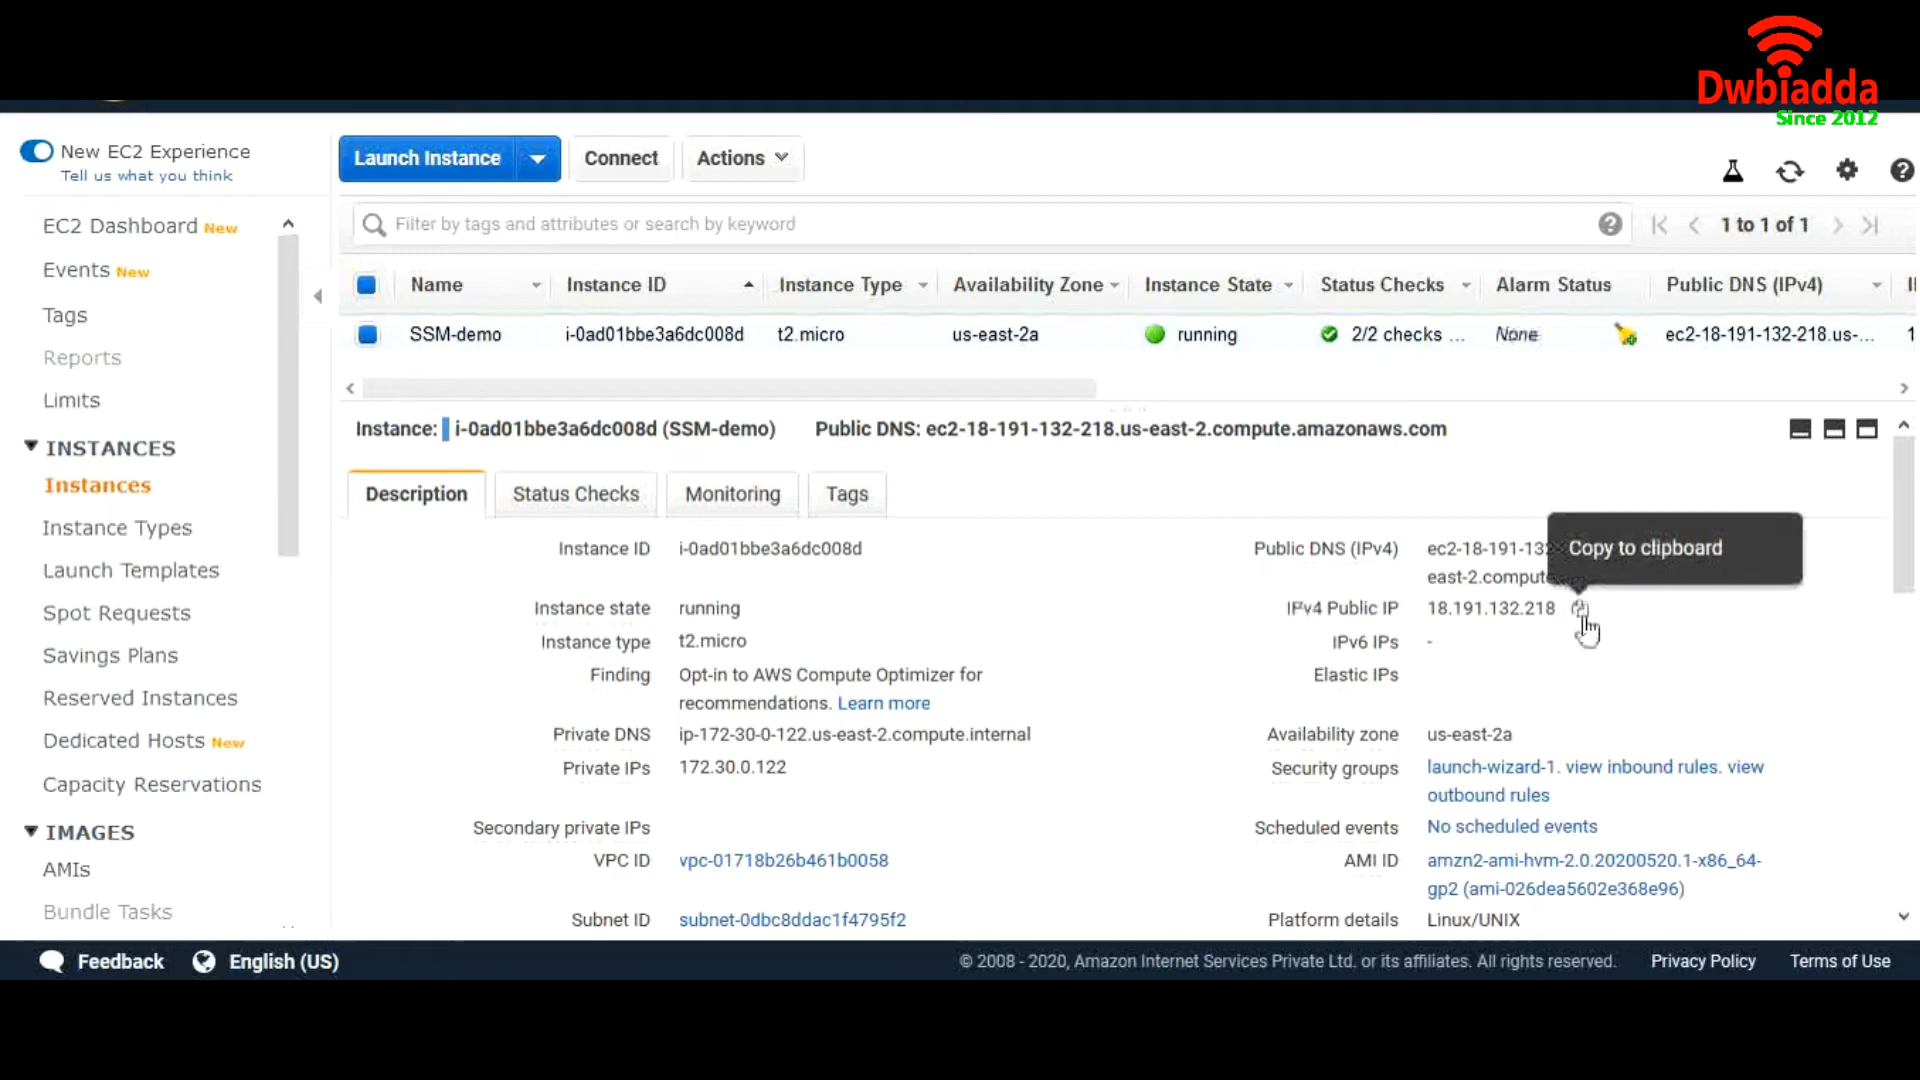 Dwbiadda
Since 2012
New EC2 Experience
Tell us what you think
Launch Instance
Connect
Actions
EC2 Dashboard New
Events New
Tags
Reports
Limits
INSTANCES
Instances
Instance Types
Launch Templates
Spot Requests
Savings Plans
Reserved Instances
Dedicated Hosts New
Capacity Reservations
IMAGES
AMIs
Bundle Tasks
Filter by tags and attributes or search by keyword
1 to 1 of 1
Name Instance ID Instance Type Availability Zone Instance State Status Checks Alarm Status Public DNS (IPv4)
SSM-demo i-0ad01bbe3a6dc008d t2.micro us-east-2a running 2/2 checks ... None ec2-18-191-132-218.us-... 1
Instance: i-0ad01bbe3a6dc008d (SSM-demo) Public DNS: ec2-18-191-132-218.us-east-2.compute.amazonaws.com
Description Status Checks Monitoring Tags
Instance ID i-0ad01bbe3a6dc008d
Instance state running
Instance type t2.micro
Finding Opt-in to AWS Compute Optimizer for
recommendations. Learn more
Private DNS ip-172-30-0-122.us-east-2.compute.internal
Private IPs 172.30.0.122
Secondary private IPs
VPC ID vpc-01718b26b461b0058
Subnet ID subnet-0dbc8ddac1f4795f2
Public DNS (IPv4) ec2-18-191-132
east-2.compute
Copy to clipboard
IPv4 Public IP 18.191.132.218
IPv6 IPs -
Elastic IPs
Availability zone us-east-2a
Security groups launch-wizard-1. view inbound rules. view
outbound rules
Scheduled events No scheduled events
AMI ID amzn2-ami-hvm-2.0.20200520.1-x86_64-
gp2 (ami-026dea5602e368e96)
Platform details Linux/UNIX
Feedback English (US) © 2008 - 2020, Amazon Internet Services Private Ltd. or its affiliates. All rights reserved. Privacy Policy Terms of Use